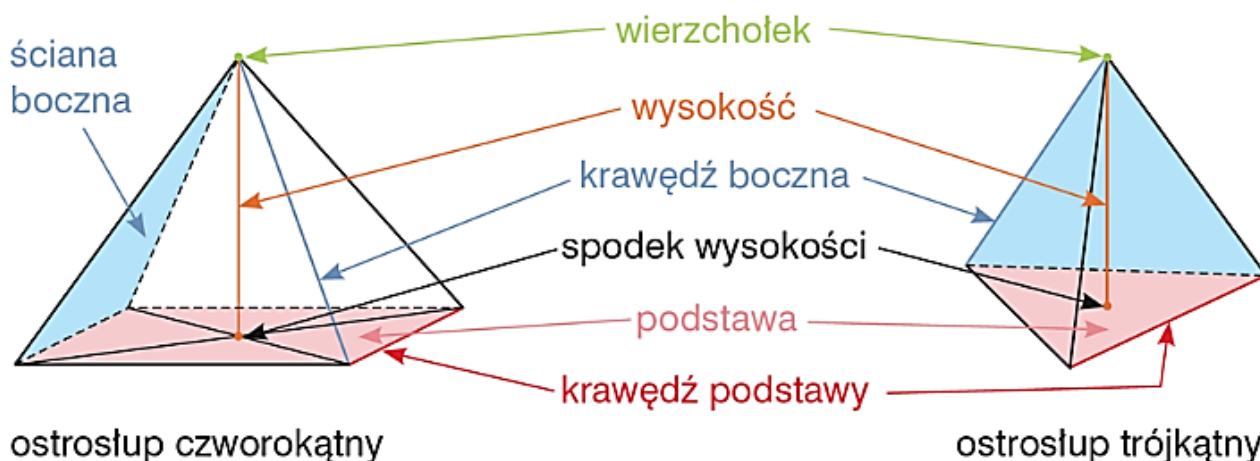 wierzchołek
ściana
boczna
wysokość
krawędź boczna
spodek wysokości
podstawa
krawędź podstawy
ostrosłup czworokątny
ostrosłup trójkątny